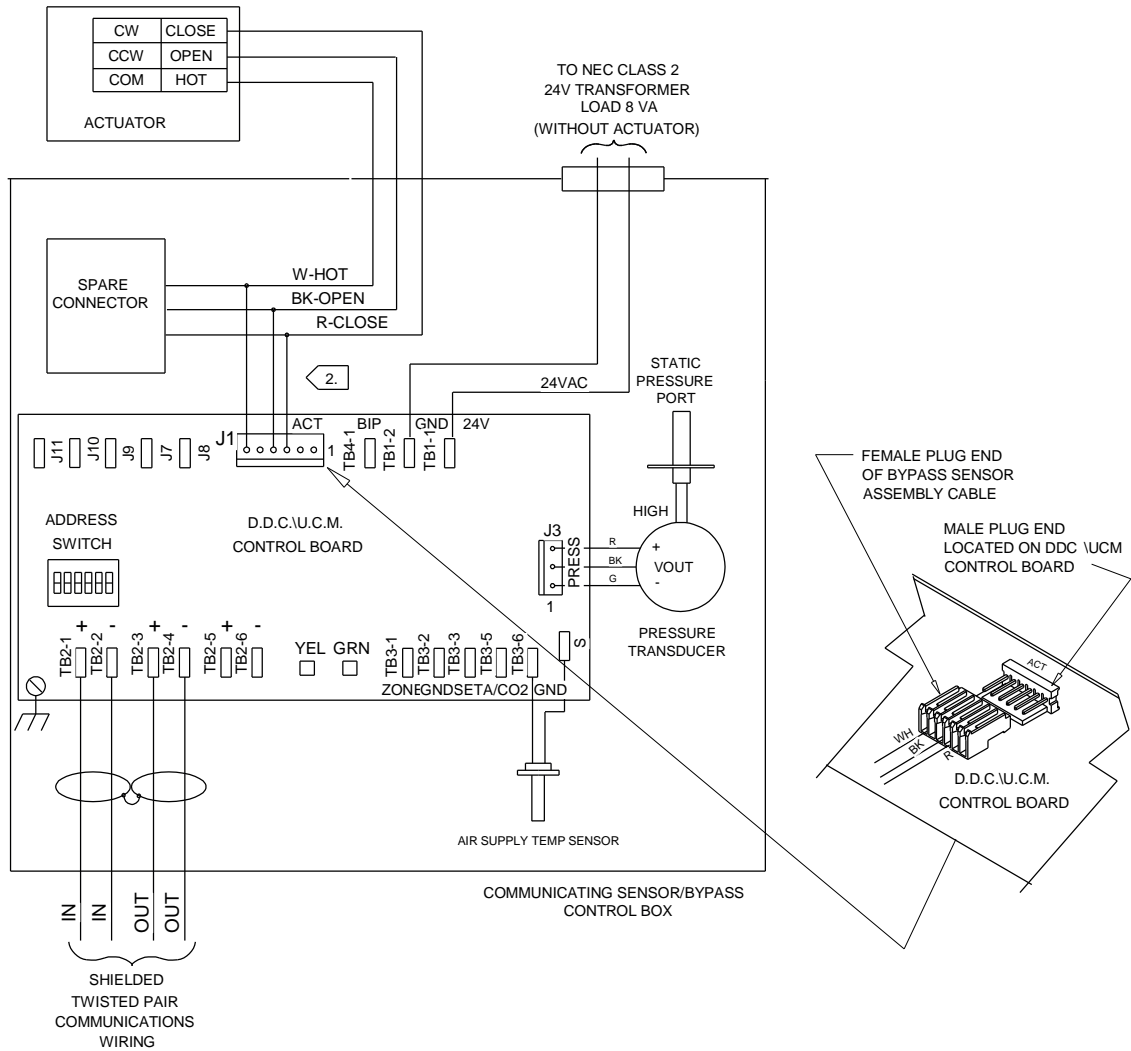 CW CLOSE
CCW OPEN
COM HOT
ACTUATOR
TO NEC CLASS 2
24V TRANSFORMER
LOAD 8 VA
(WITHOUT ACTUATOR)
SPARE
CONNECTOR
W-HOT
BK-OPEN
R-CLOSE
2.
24VAC
STATIC
PRESSURE
PORT
J11
J10
J9
J7
J8
J1
ACT
1
BIP
GND
24V
TB4-1
TB1-2
TB1-1
ADDRESS
SWITCH
D.D.C.\U.C.M.
CONTROL BOARD
HIGH
J3
PRESS
1
R
BK
G
+
VOUT
-
PRESSURE
TRANSDUCER
+ - + - + -
TB2-1
TB2-2
TB2-3
TB2-4
TB2-5
TB2-6
YEL GRN
TB3-1
TB3-2
TB3-3
TB3-5
TB3-6
S
ZONE GND SET A/CO2 GND
AIR SUPPLY TEMP SENSOR
COMMUNICATING SENSOR/BYPASS
CONTROL BOX
IN
IN
OUT
OUT
SHIELDED
TWISTED PAIR
COMMUNICATIONS
WIRING
FEMALE PLUG END
OF BYPASS SENSOR
ASSEMBLY CABLE
MALE PLUG END
LOCATED ON DDC \UCM
CONTROL BOARD
ACT
WH
BK
R
D.D.C.\U.C.M.
CONTROL BOARD